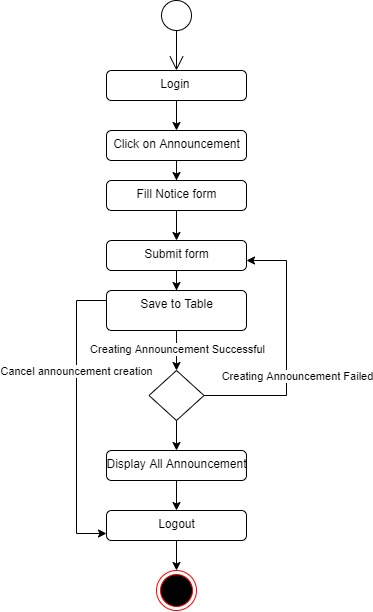 Login
Click on Announcement
Fill Notice form
Submit form
Save to Table
Creating Announcement Successful
Cancel announcement creation
Creating Announcement Failed
Display All Announcement
Logout